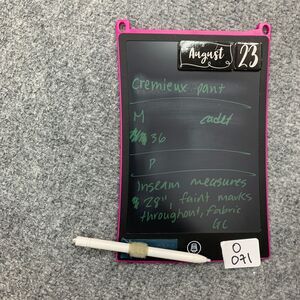 August 23
Cremieux pant
M cadet
36
P
Inseam measures
28", faint marks
throughout, fabric
GC
O
071